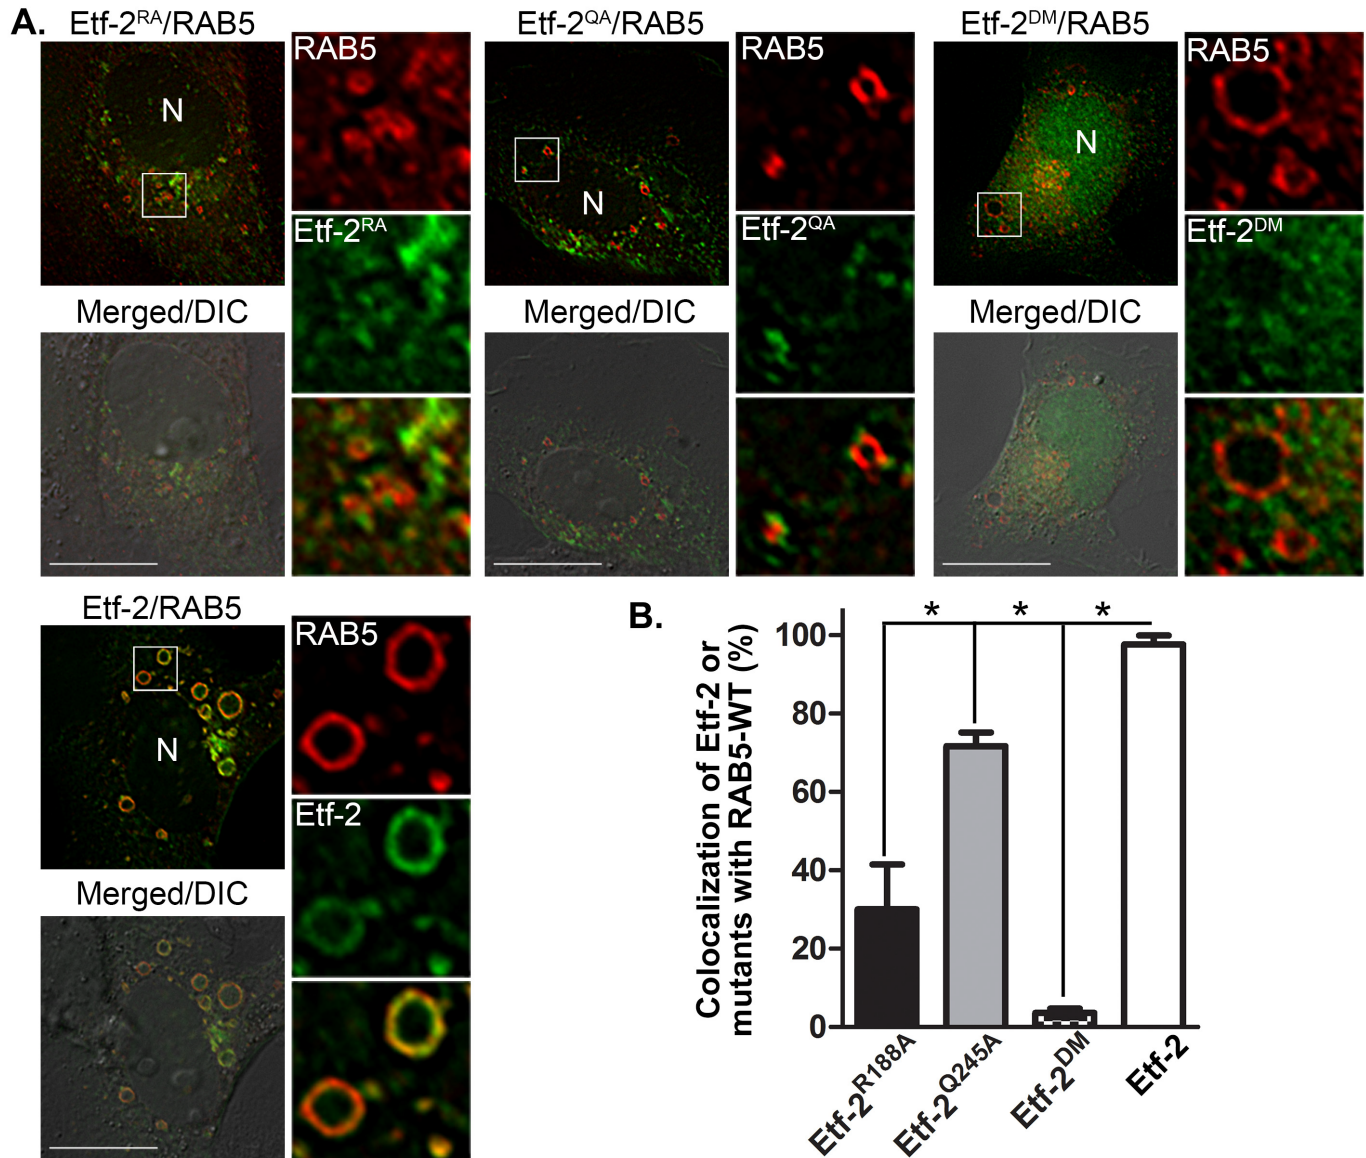 A.
Etf-2RA/RAB5
RAB5
N
Etf-2RA
Merged/DIC
Etf-2QA/RAB5
RAB5
N
Etf-2QA
Merged/DIC
Etf-2DM/RAB5
RAB5
N
Etf-2DM
Merged/DIC
Etf-2/RAB5
RAB5
N
Etf-2
Merged/DIC
B.
Colocalization of Etf-2 or
mutants with RAB5-WT (%)
100
80
60
40
20
0
* * *
Etf-2R188A
Etf-2Q245A
Etf-2DM
Etf-2